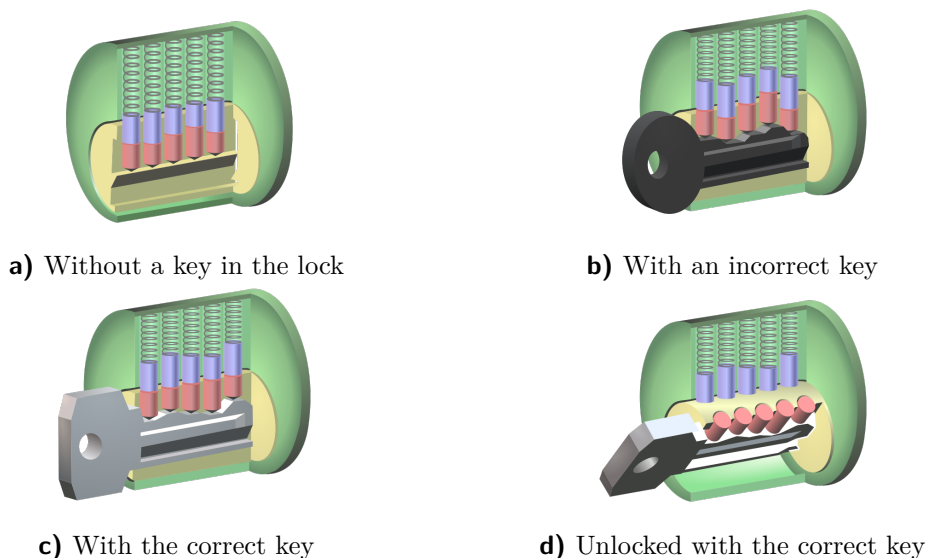 a) Without a key in the lock
b) With an incorrect key
c) With the correct key
d) Unlocked with the correct key